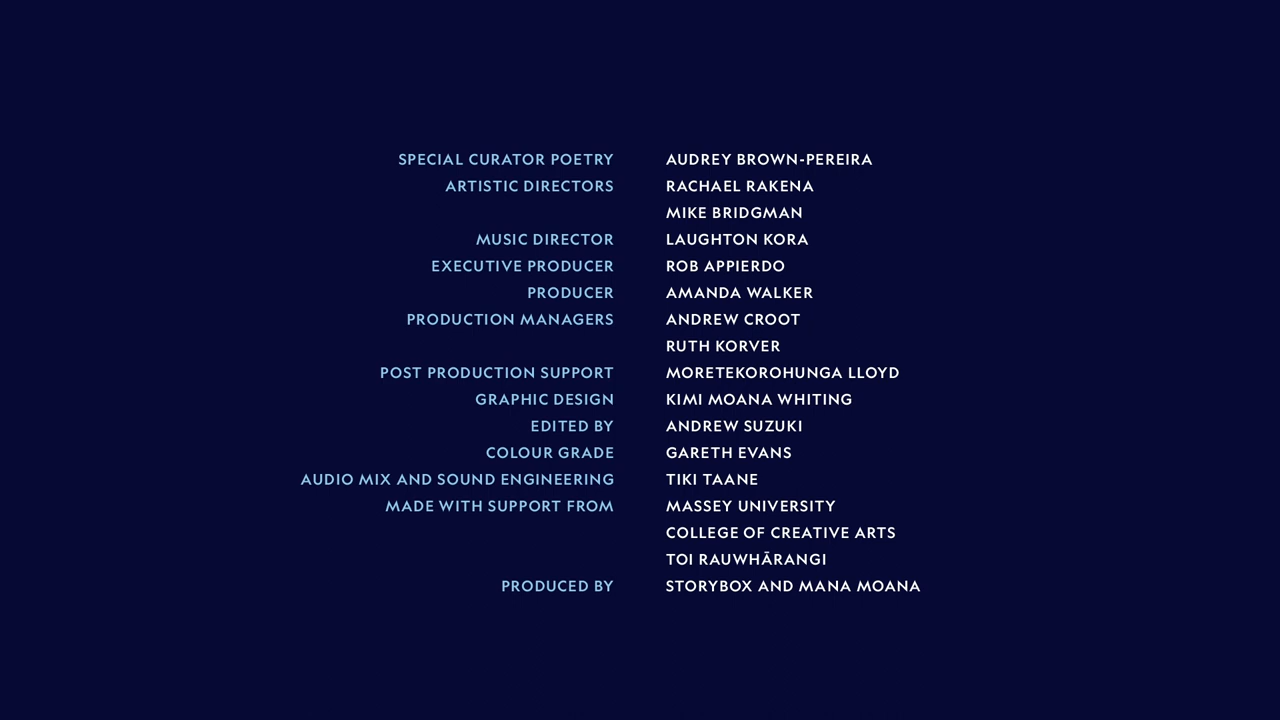 SPECIAL CURATOR POETRY AUDREY BROWN-PEREIRA
ARTISTIC DIRECTORS RACHAEL RAKENA
MIKE BRIDGMAN
MUSIC DIRECTOR LAUGHTON KORA
EXECUTIVE PRODUCER ROB APPIERDO
PRODUCER AMANDA WALKER
PRODUCTION MANAGERS ANDREW CROOT
RUTH KORVER
POST PRODUCTION SUPPORT MORETEKOROHUNGA LLOYD
GRAPHIC DESIGN KIMI MOANA WHITING
EDITED BY ANDREW SUZUKI
COLOUR GRADE GARETH EVANS
AUDIO MIX AND SOUND ENGINEERING TIKI TAANE
MADE WITH SUPPORT FROM MASSEY UNIVERSITY
COLLEGE OF CREATIVE ARTS
TOI RAUWHĀRANGI
PRODUCED BY STORYBOX AND MANA MOANA